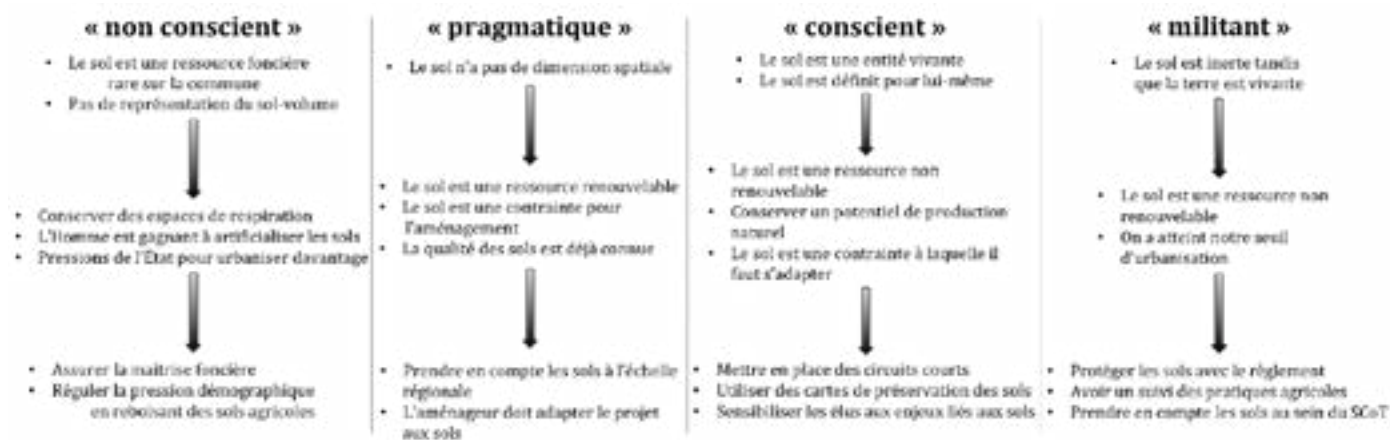 « non conscient »
• Le sol est une ressource foncière
rare sur la commune
• Pas de représentation du sol-volume
• Conserver des espaces de respiration
• L'Homme est gagnant à artificialiser les sols
• Pressions de l'État pour urbaniser davantage
• Assurer la maitrise foncière
• Réguler la pression démographique
en reboisant des sols agricoles
« pragmatique »
• Le sol n'a pas de dimension spatiale
• Le sol est une ressource renouvelable
• Le sol est une contrainte pour
l'aménagement
• La qualité des sols est déjà connue
• Prendre en compte les sols à l'échelle
régionale
• L'aménageur doit adapter le projet
aux sols
« conscient »
• Le sol est une entité vivante
• Le sol est définit pour lui-même
• Le sol est une ressource non
renouvelable
• Conserver un potentiel de production
naturel
• Le sol est une contrainte à laquelle il
faut s'adapter
• Mettre en place des circuits courts
• Utiliser des cartes de préservation des sols
• Sensibiliser les élus aux enjeux liés aux sols
« militant »
• Le sol est inerte tandis
que la terre est vivante
• Le sol est une ressource non
renouvelable
• On a atteint notre seuil
d'urbanisation
• Protéger les sols avec le règlement
• Avoir un suivi des pratiques agricoles
• Prendre en compte les sols au sein du SCoT